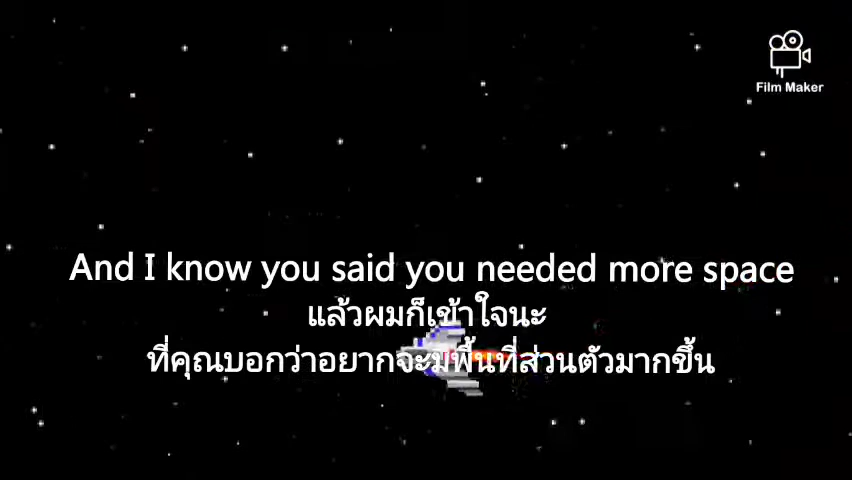 Film Maker
And I know you said you needed more space
แล้วผมก็เข้าใจนะ
ที่คุณบอกว่าอยากจะมีพื้นที่ส่วนตัวมากขึ้น